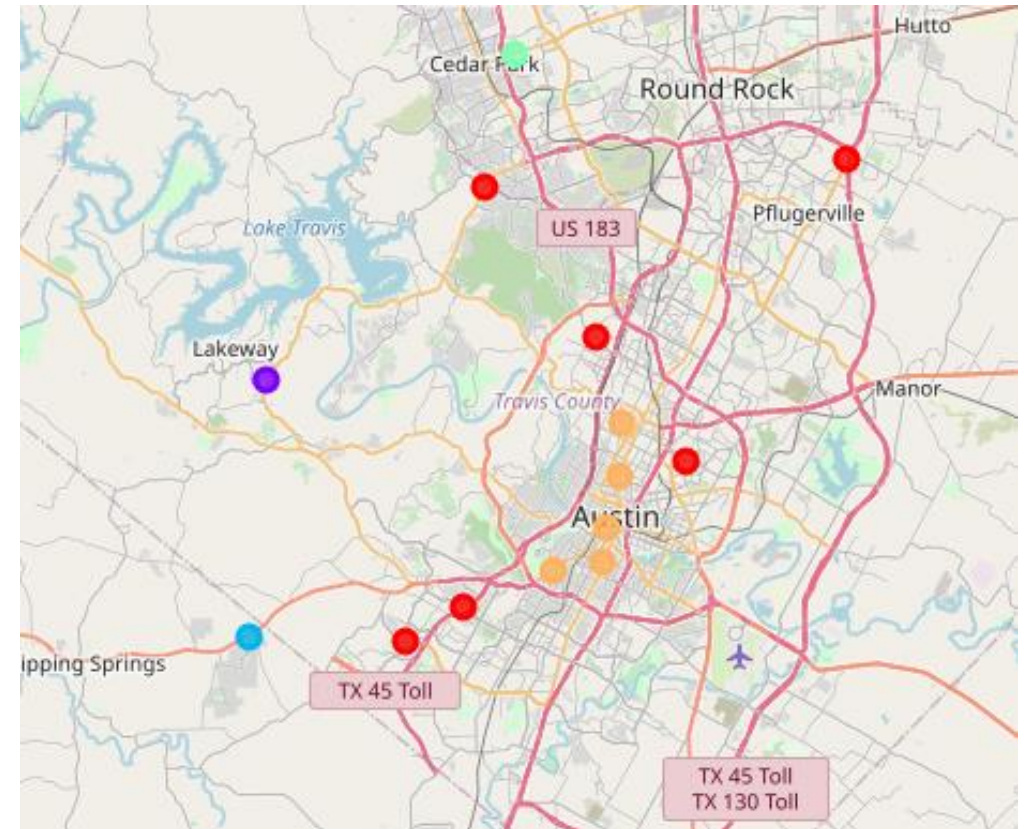 Hutto
Cedar Park
Round Rock
Pflugerville
US 183
Lake Travis
Lakeway
Manor
Travis County
Austin
ipping Springs
TX 45 Toll
TX 45 Toll
TX 130 Toll